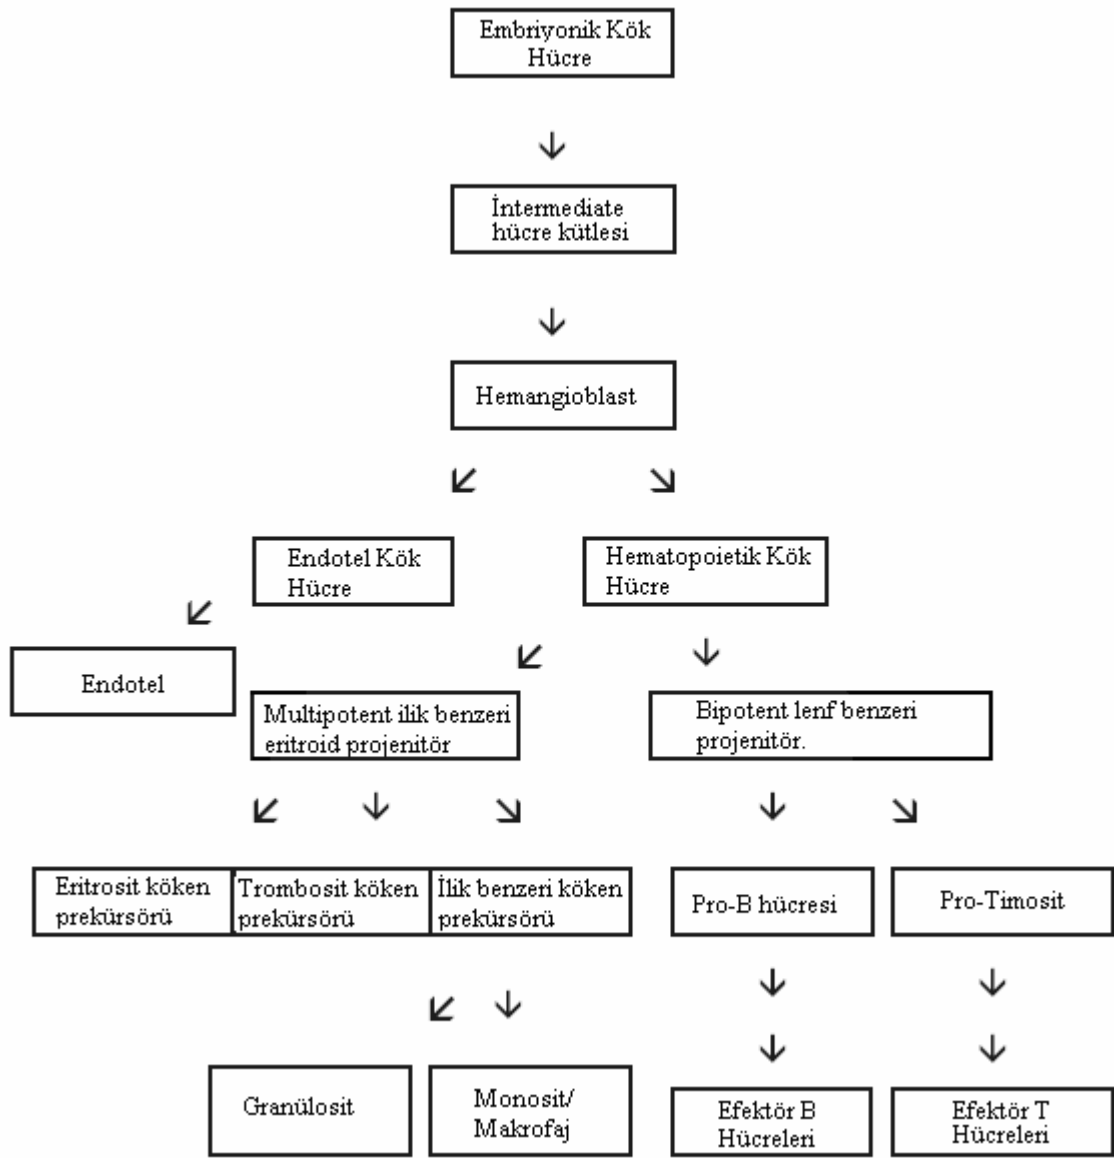 Embriyonik Kök
Hücre
İntermediate
hücre kütlesi
Hemangioblast
Endotel Kök
Hücre
Hematopoietik Kök
Hücre
Endotel
Multipotent ilik benzeri
eritroid projenitör
Bipotent lenf benzeri
projenitör.
Eritrosit köken
prekürsörü
Trombosit köken
prekürsörü
İlik benzeri köken
prekürsörü
Pro-B hücresi
Pro-Timosit
Granülosit
Monosit/
Makrofaj
Efektör B
Hücreleri
Efektör T
Hücreleri